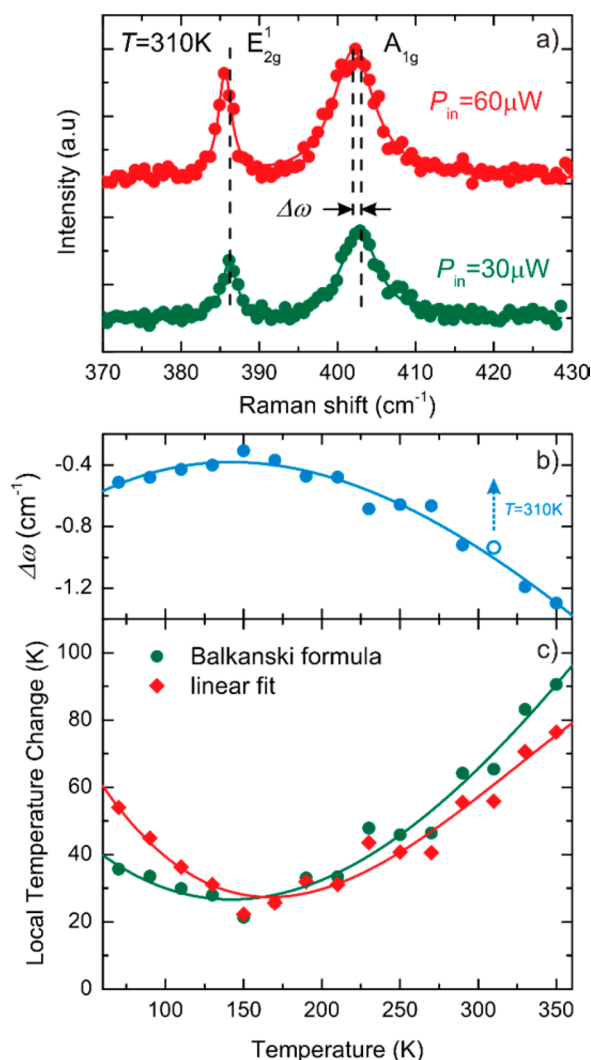 T=310K
E¹₂g
A₁g
a)
Pin=60μW
Δω
Pin=30μW
Intensity (a.u)
370 380 390 400 410 420 430
Raman shift (cm⁻¹)
b)
-0.4
-0.8
-1.2
Δω (cm⁻¹)
T=310K
c)
Balkanski formula
linear fit
100
80
60
40
20
0
Local Temperature Change (K)
100 150 200 250 300 350
Temperature (K)